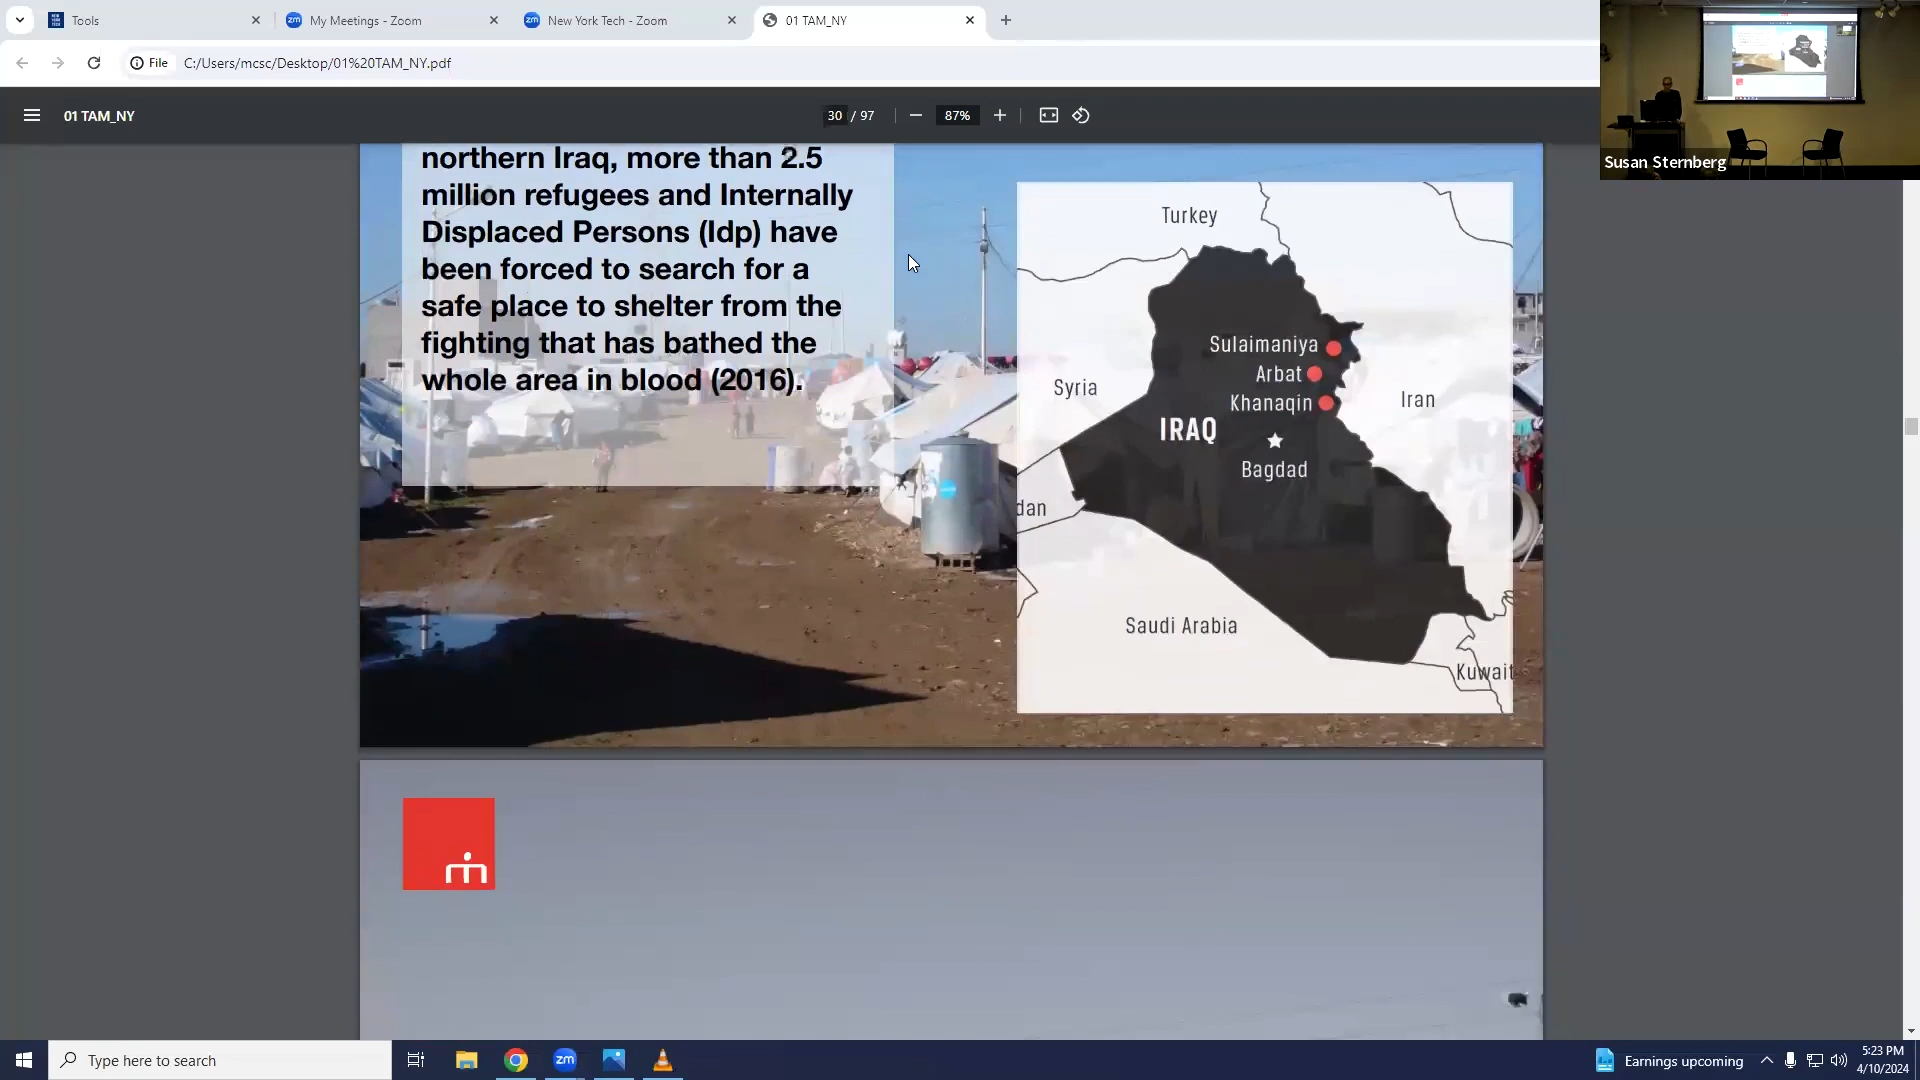 Tools
My Meetings - Zoom
New York Tech - Zoom
01 TAM_NY
File
C:/Users/mcsc/Desktop/01%20TAM_NY.pdf
01 TAM_NY
30 / 97
87%
Susan Sternberg
northern Iraq, more than 2.5
million refugees and Internally
Displaced Persons (Idp) have
been forced to search for a
safe place to shelter from the
fighting that has bathed the
whole area in blood (2016).
Turkey
Sulaimaniya
Arbat
Khanaqin
Syria
Iran
IRAQ
Bagdad
dan
Saudi Arabia
Kuwait
Type here to search
zm
Earnings upcoming
5:23 PM
4/10/2024